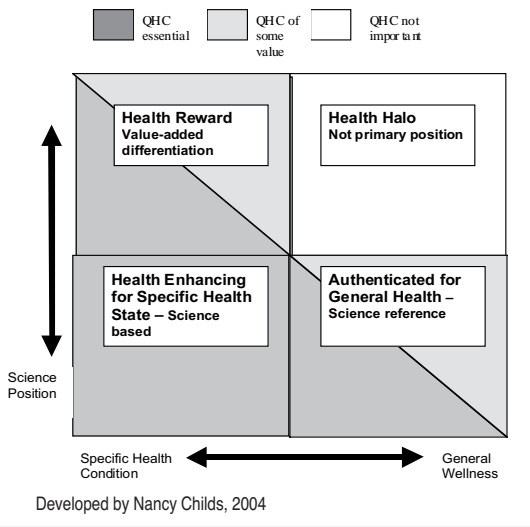 QHC
essential
QHC of
some
value
QHC not
important
Health Reward
Value-added
differentiation
Health Halo
Not primary position
Health Enhancing
for Specific Health
State – Science
based
Authenticated for
General Health –
Science reference
Science
Position
Specific Health
Condition
General
Wellness
Developed by Nancy Childs, 2004